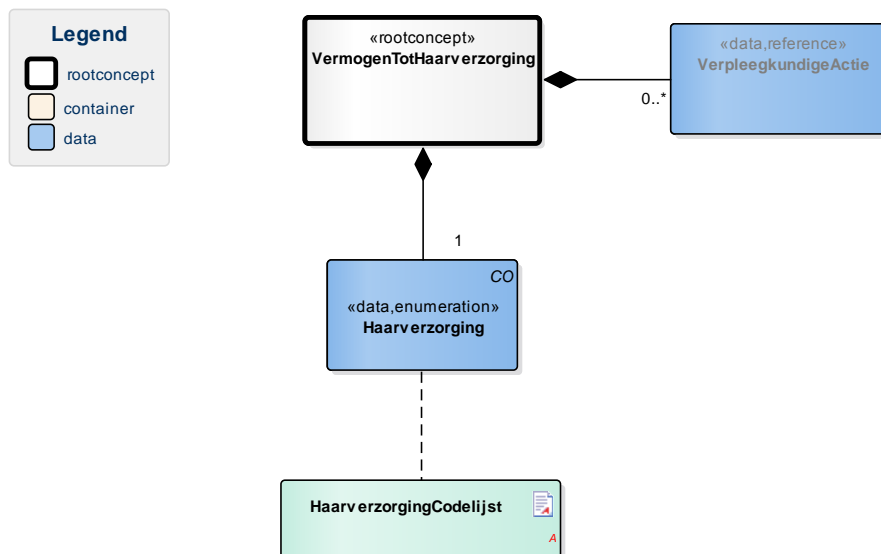 Legend
rootconcept
container
data
«rootconcept»
VermogenTotHaarverzorging
«data,reference»
VerpleegkundigeActie
0..*
1
CO
«data,enumeration»
Haarverzorging
HaarverzorgingCodelijst
A